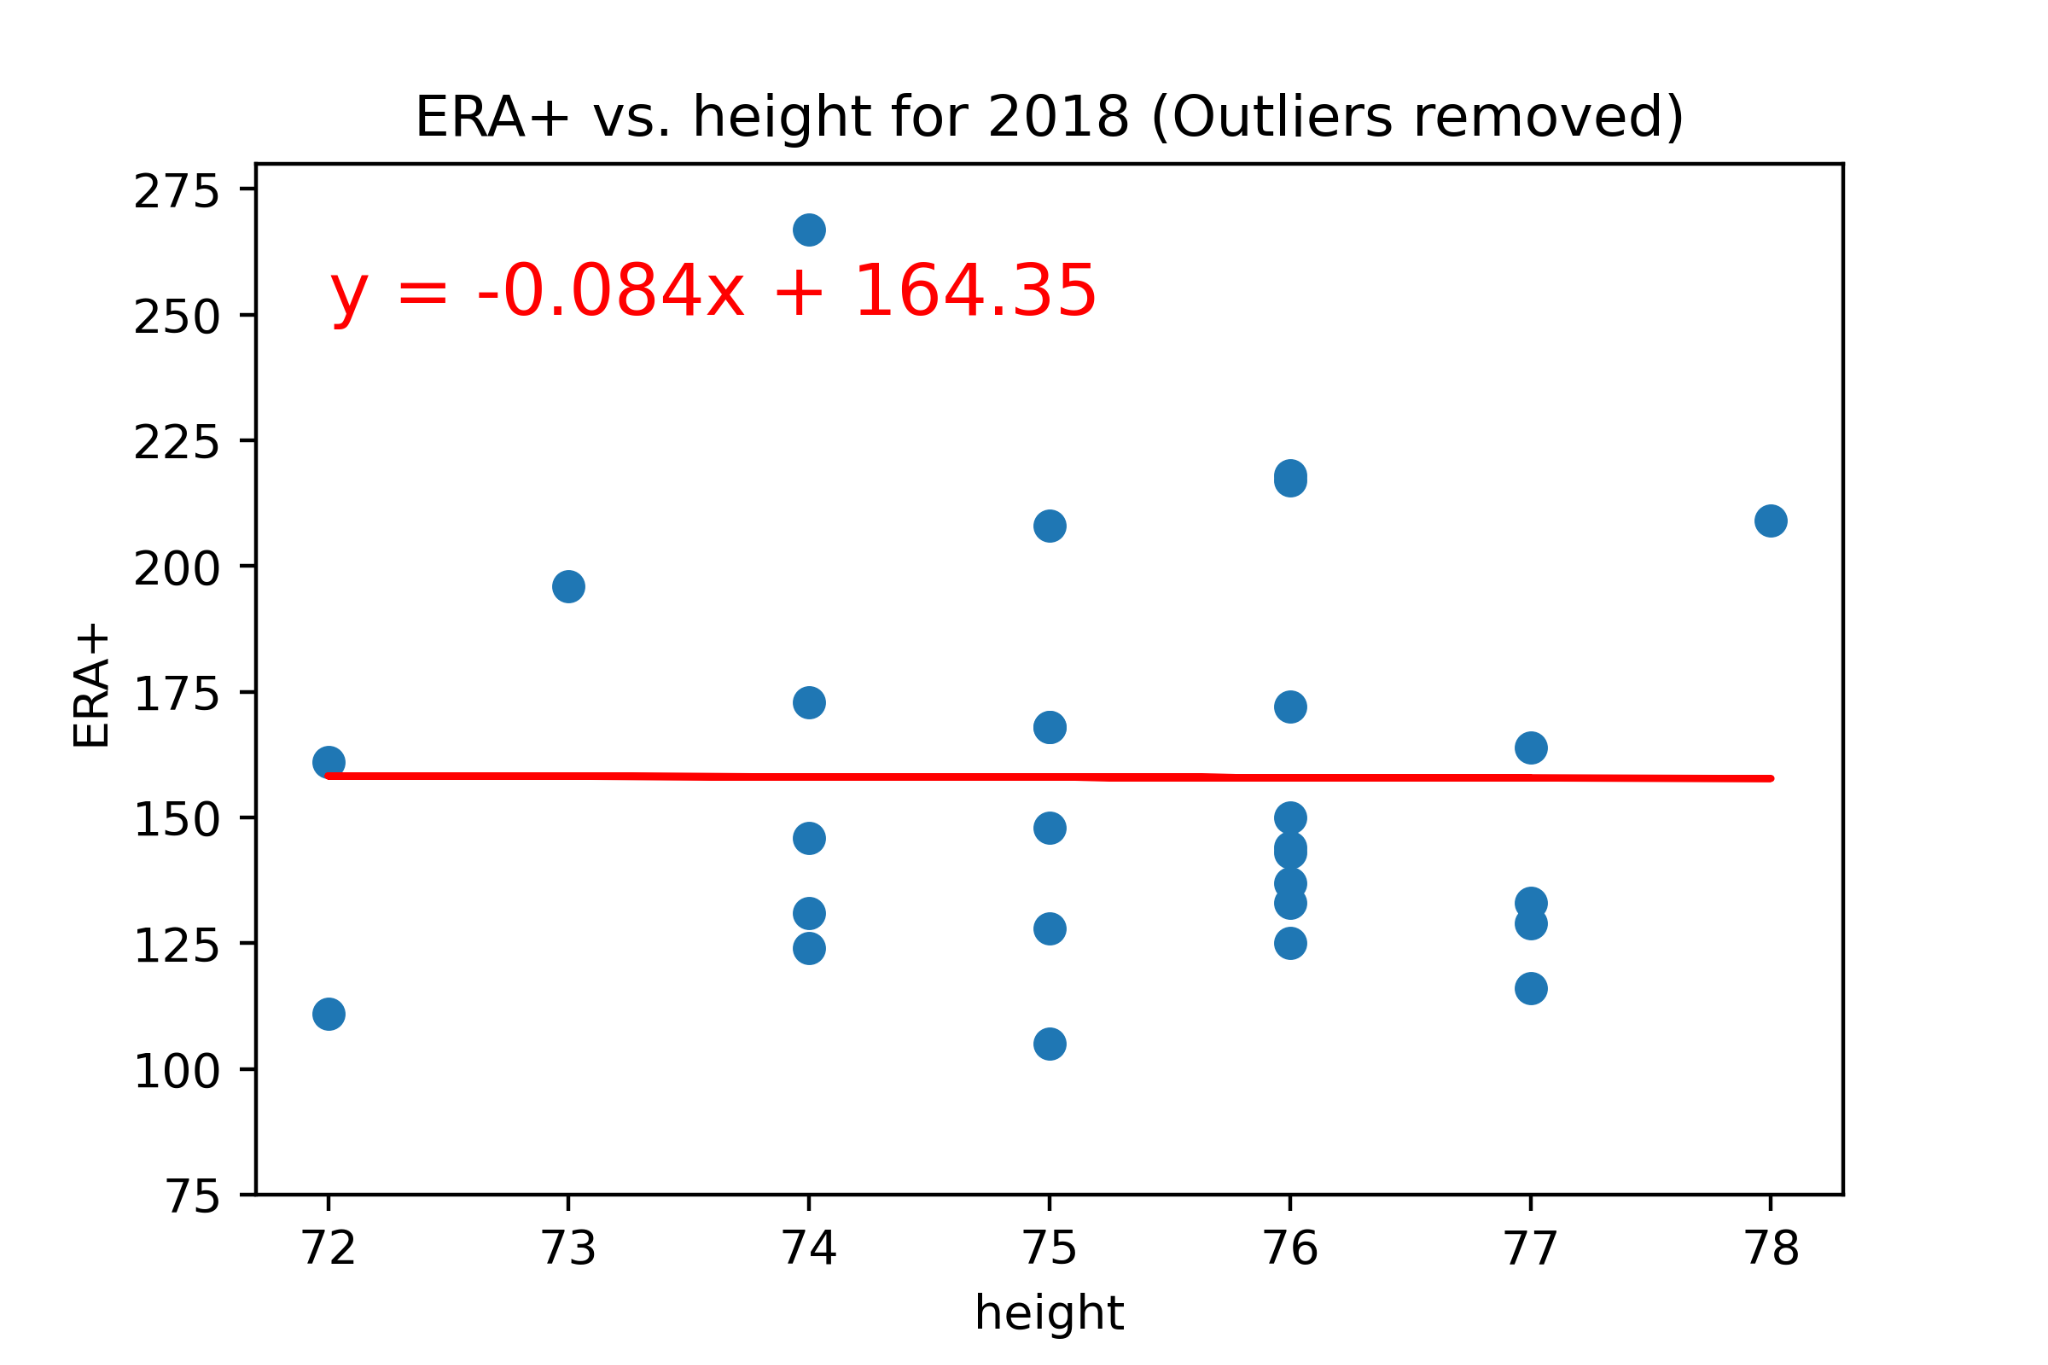 ERA+ vs. height for 2018 (Outliers removed)
275
y = -0.084x + 164.35
250
225
200
ERA+
175
150
125
100
75
72 73 74 75 76 77 78
height